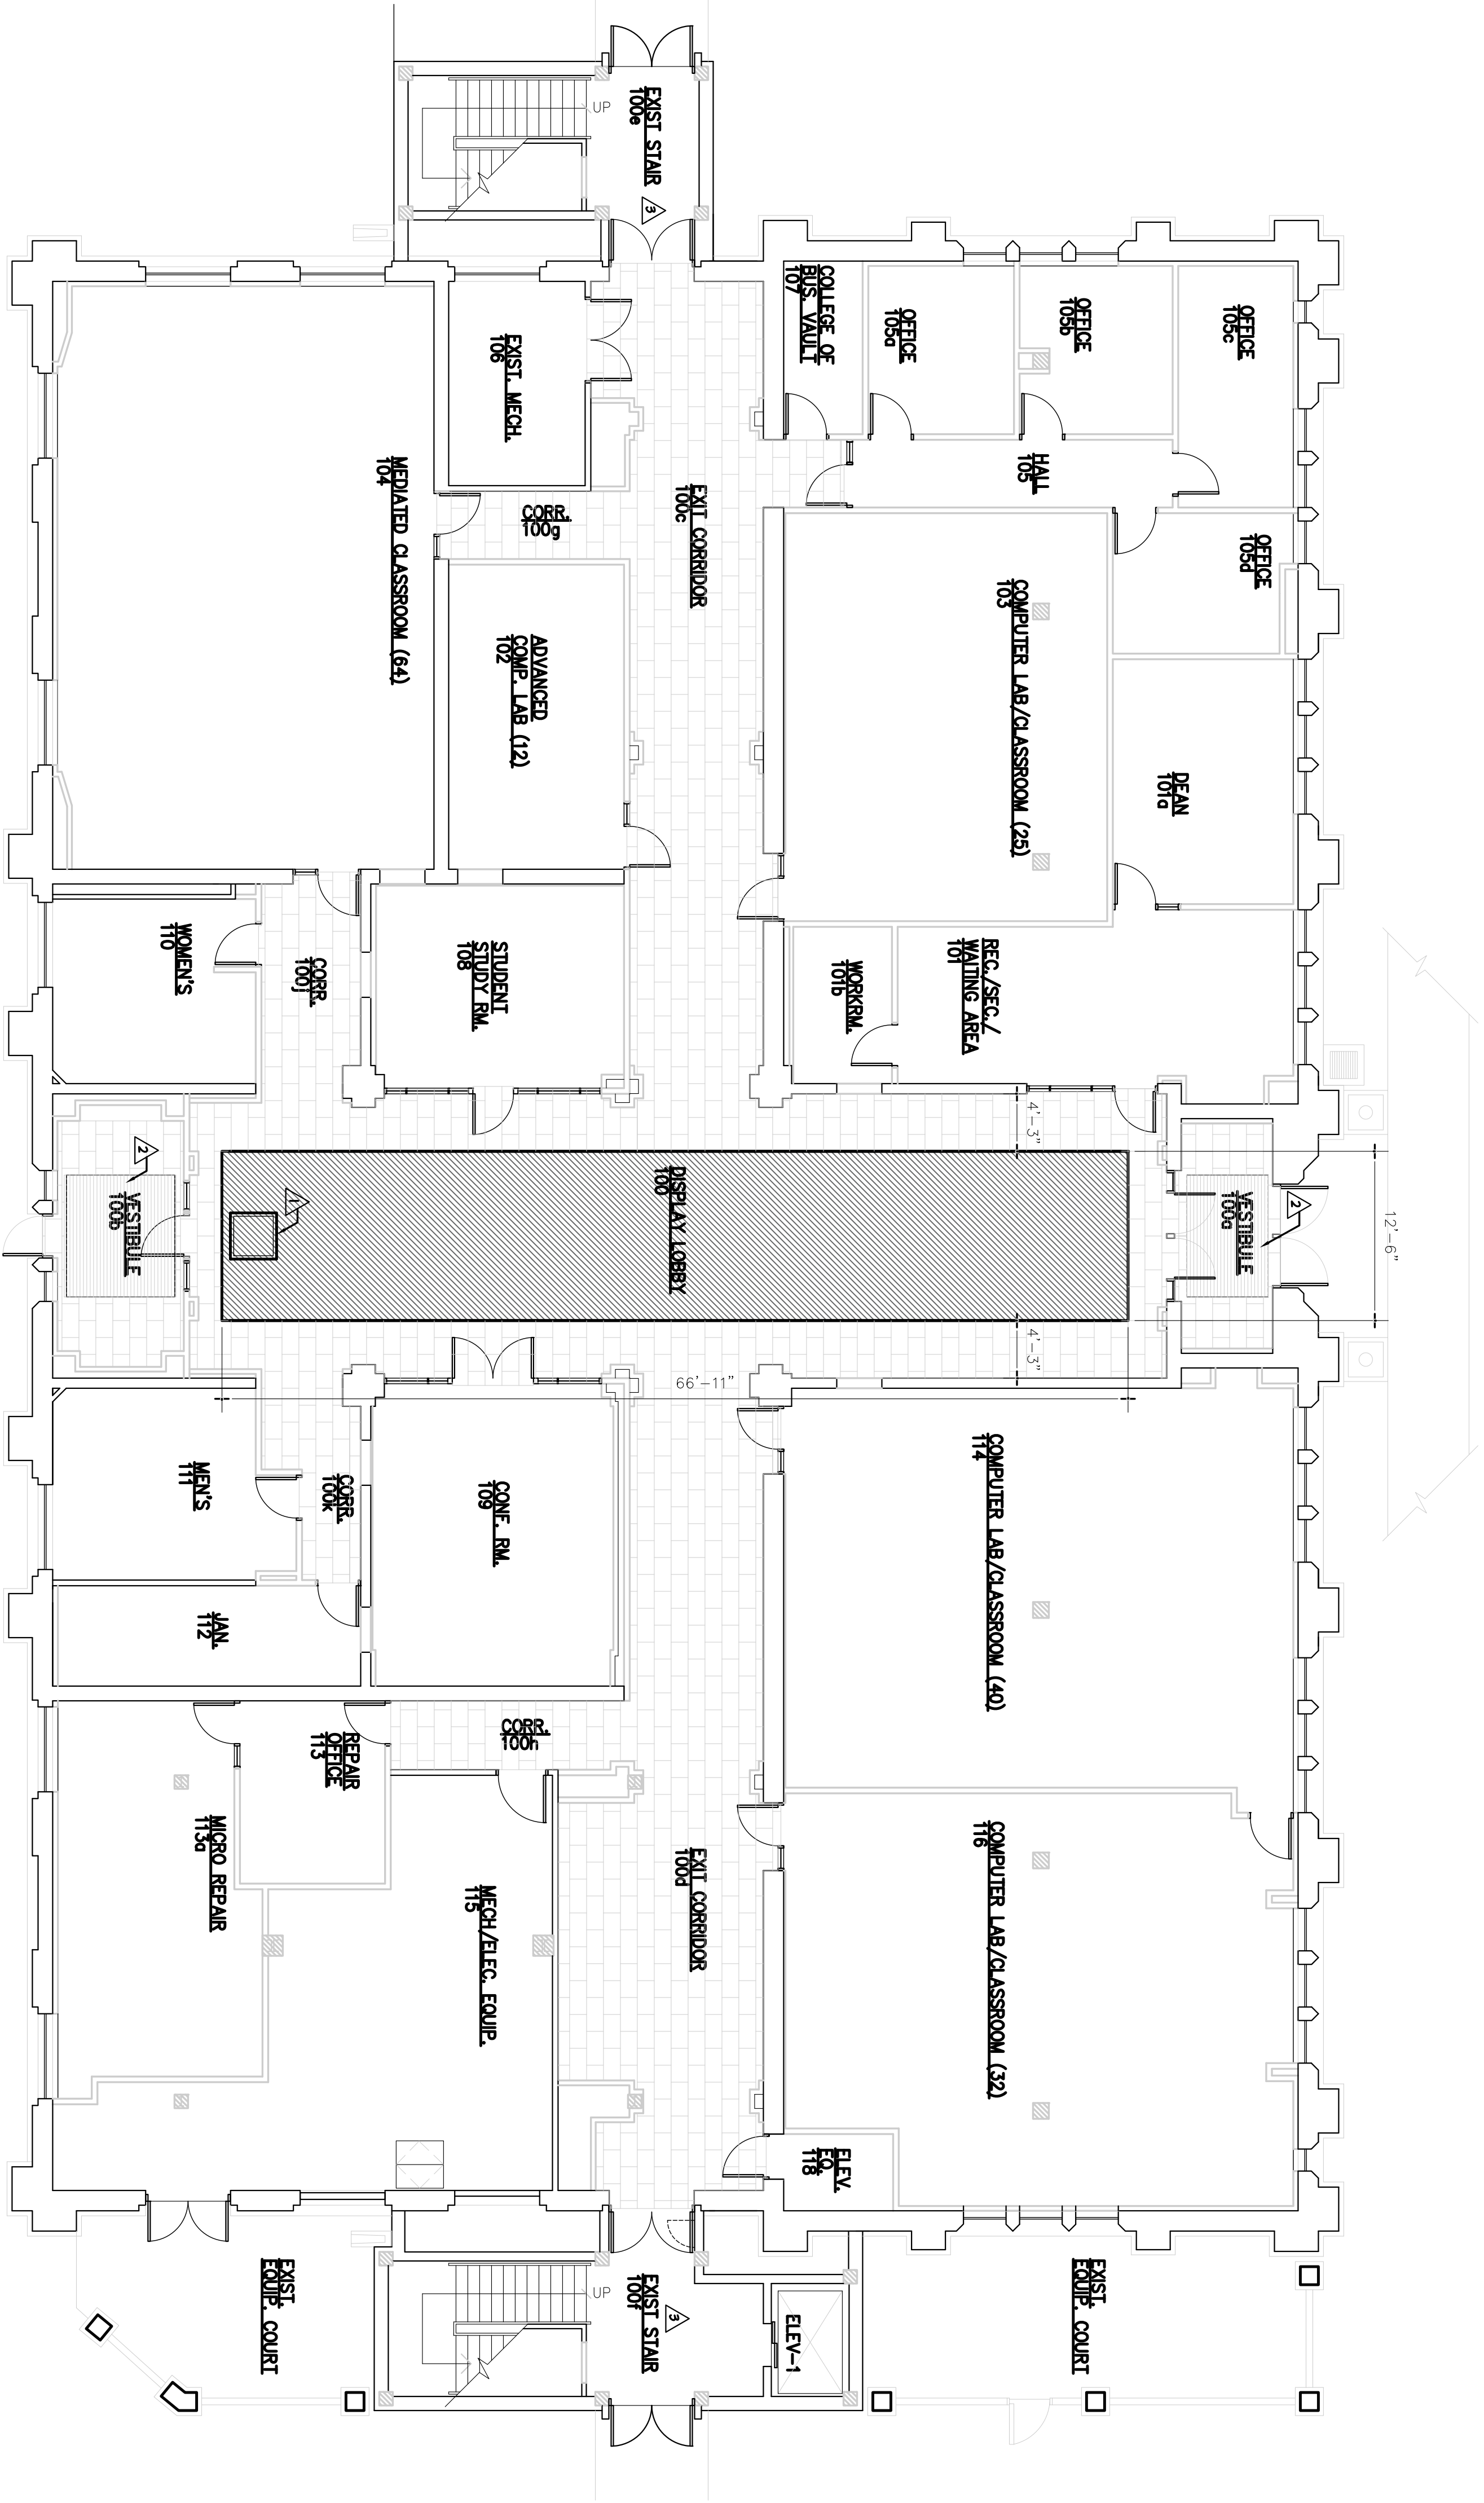 UP
EXIST STAIR
100e
3
COLLEGE OF
BUS. VAULT
107
OFFICE
105a
OFFICE
105b
OFFICE
105c
EXIST. MECH.
106
HALL
105
MEDIATED CLASSROOM (64)
104
CORR.
100g
EXIT CORRIDOR
100c
OFFICE
105d
COMPUTER LAB/CLASSROOM (25)
103
ADVANCED
COMP. LAB (12)
102
DEAN
101a
WOMEN'S
110
CORR.
100j
STUDENT
STUDY RM.
108
WORKRM.
101b
REC./SEC./
WAITING AREA
101
4'-3"
2
VESTIBULE
100b
1
DISPLAY LOBBY
100
VESTIBULE
100a
2
12'-6"
4'-3"
66'-11"
MEN'S
111
CORR.
100k
CONF. RM.
109
COMPUTER LAB/CLASSROOM (40)
114
JAN.
112
REPAIR
OFFICE
113
CORR.
100h
MICRO REPAIR
113a
MECH/ELEC. EQUIP.
115
EXIT CORRIDOR
100d
COMPUTER LAB/CLASSROOM (32)
116
ELEV.
EQ.
118
EXIST
EQUIP. COURT
UP
EXIST STAIR
100f
3
ELEV-1
EXIST.
EQUIP. COURT